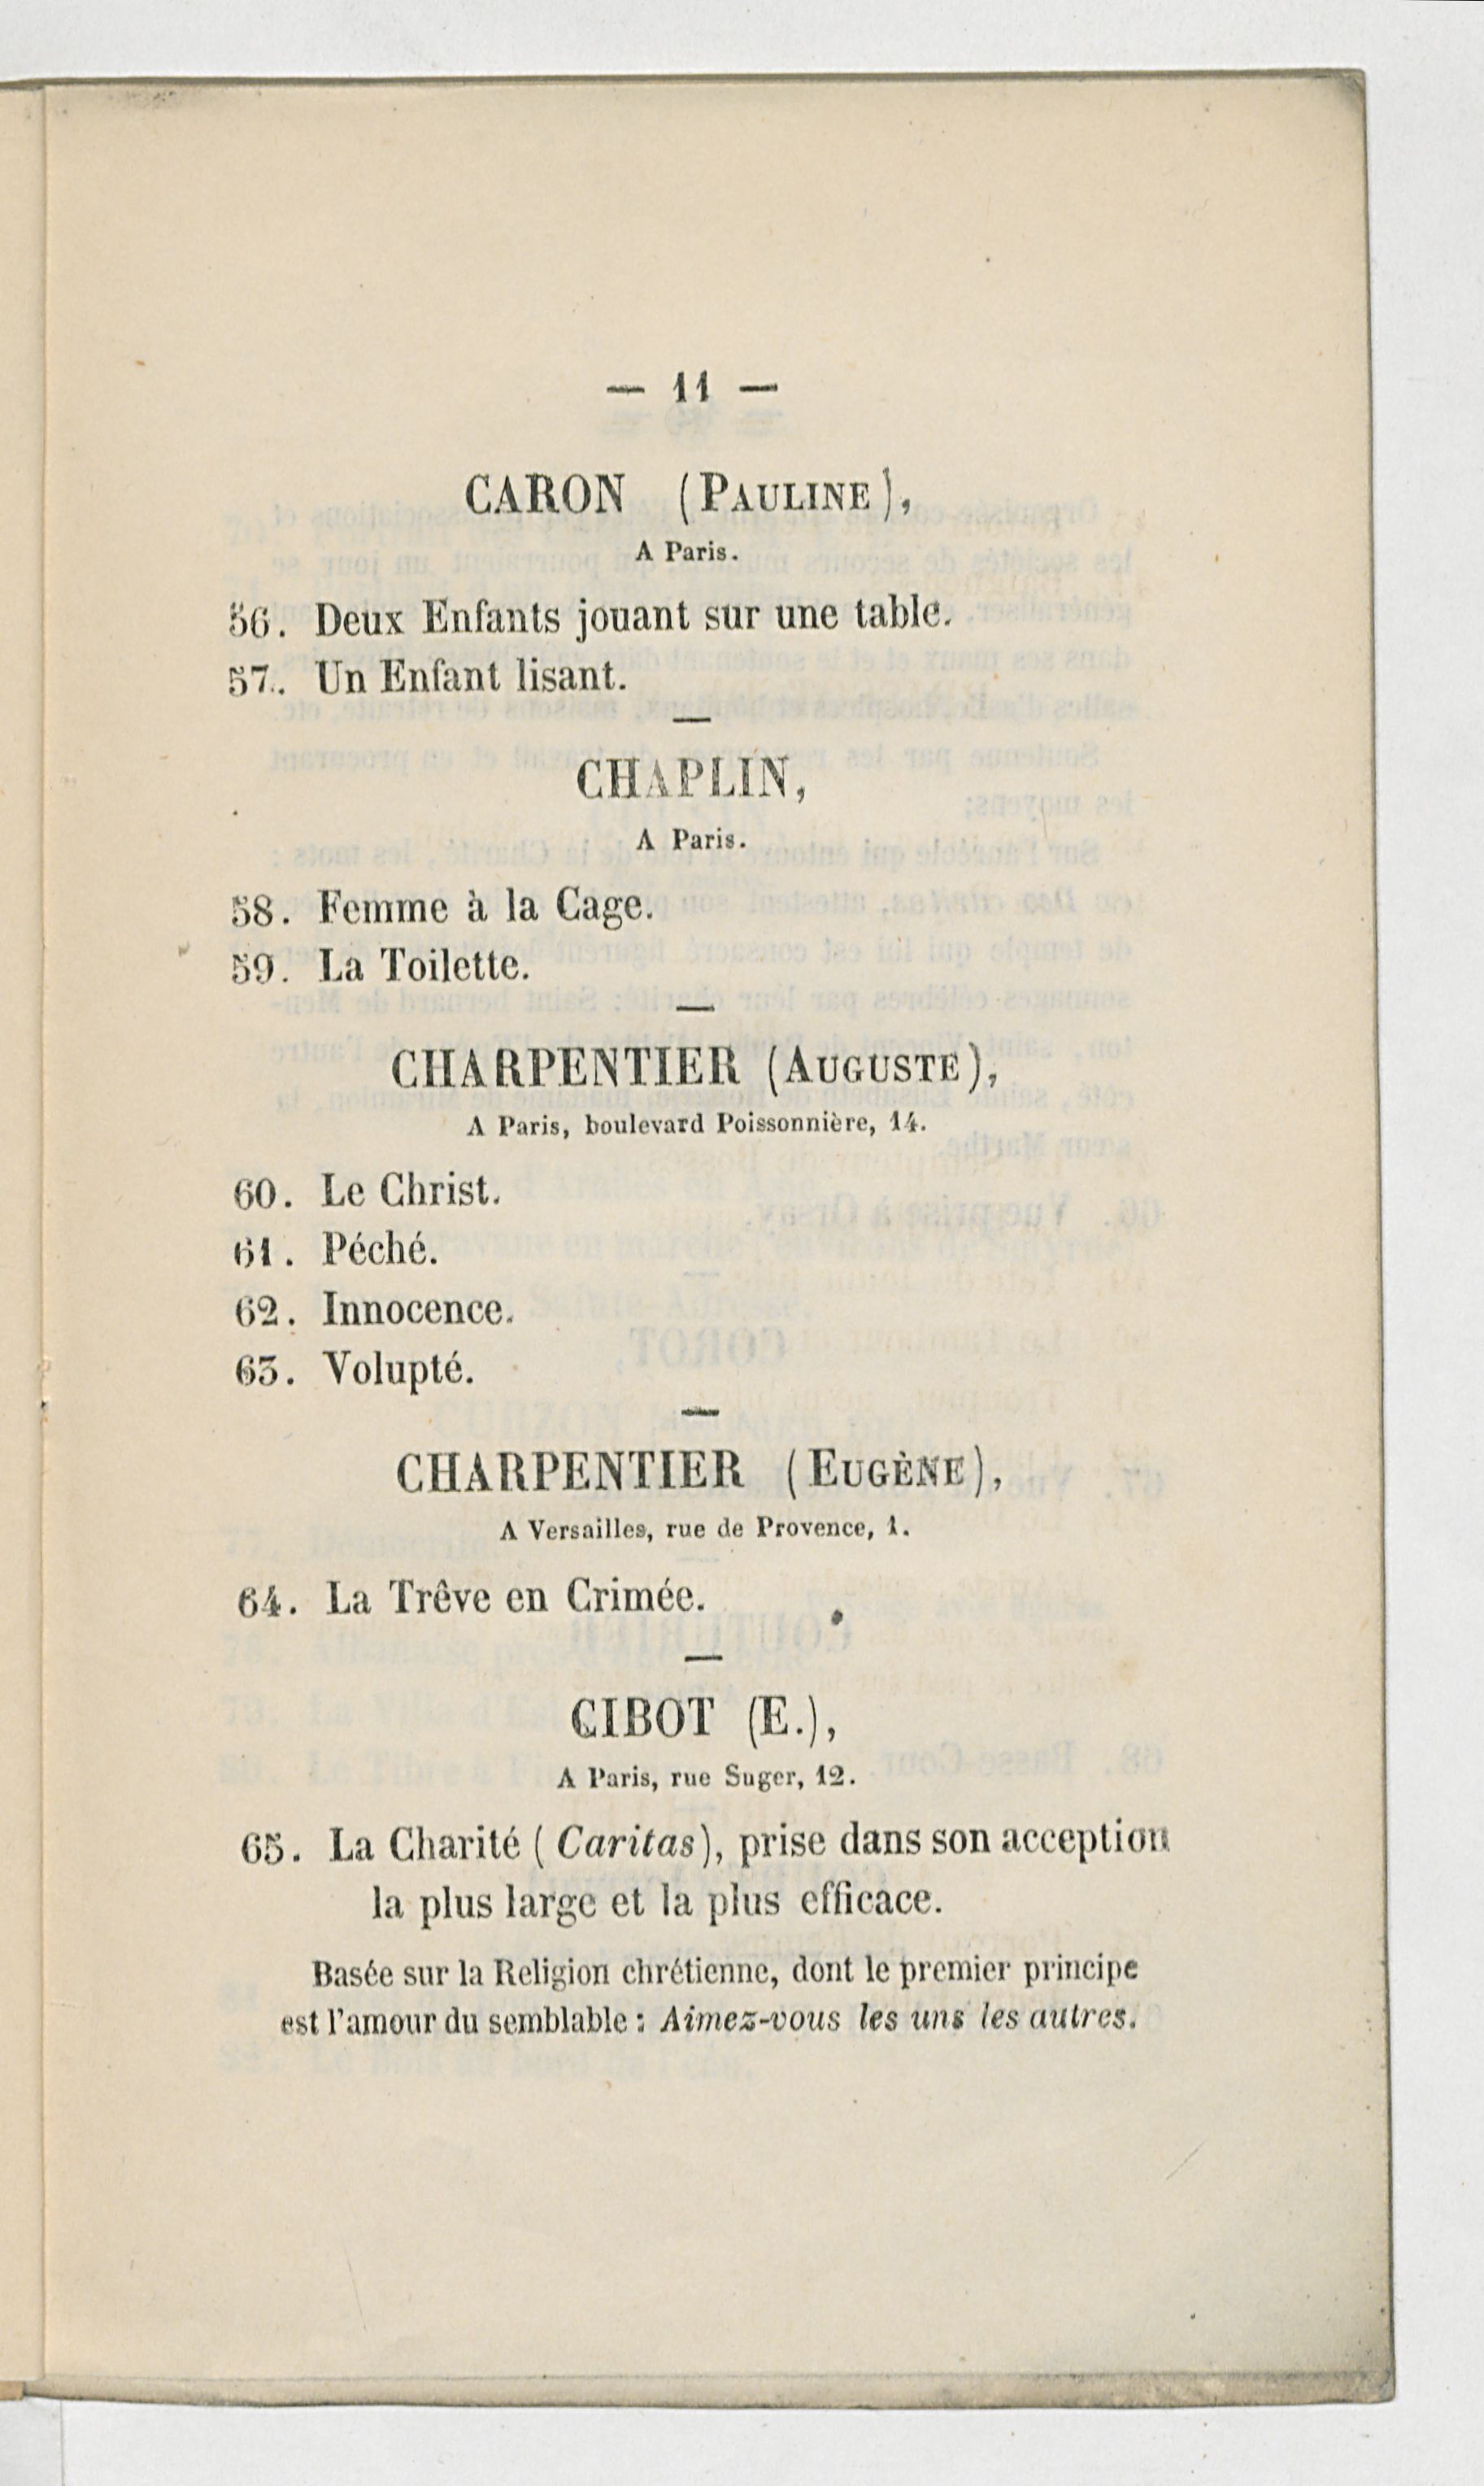 — 11 —
CARON (PAULINE),
A Paris.
56. Deux Enfants jouant sur une table.
57. Un Enfant lisant.
—
CHAPLIN,
A Paris.
58. Femme à la Cage.
59. La Toilette.
—
CHARPENTIER (AUGUSTE),
A Paris, boulevard Poissonnière, 14.
60. Le Christ.
61. Péché.
62. Innocence.
63. Volupté.
—
CHARPENTIER (EUGÈNE),
A Versailles, rue de Provence, 1.
64. La Trêve en Crimée.
—
CIBOT (E.),
A Paris, rue Suger, 12.
65. La Charité (Caritas), prise dans son acception
la plus large et la plus efficace.
Basée sur la Religion chrétienne, dont le premier principe
est l'amour du semblable : Aimez-vous les uns les autres.